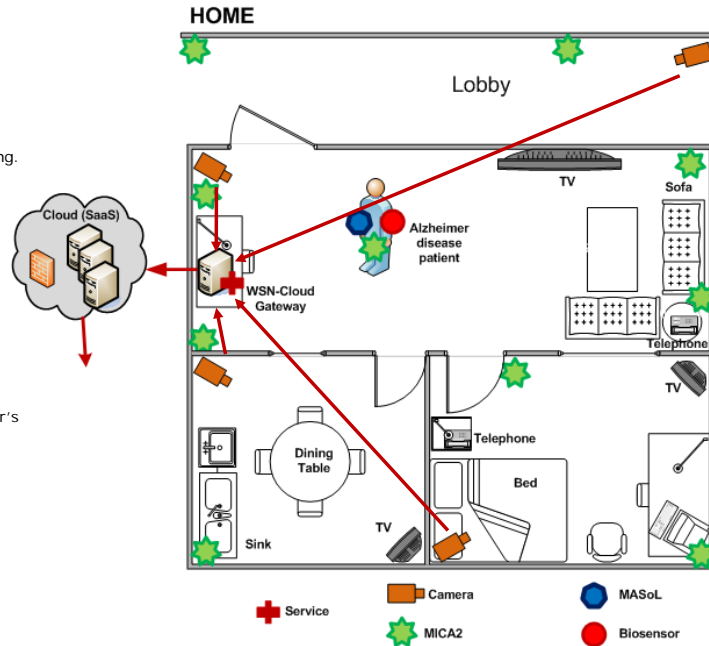 HOME
Lobby
ng.
TV
Sofa
Cloud (SaaS)
Alzheimer
disease
patient
WSN-Cloud
Gateway
Telephone
TV
r's
Telephone
Dining
Table
Bed
TV
Sink
Camera
MASoL
Service
MICA2
Biosensor